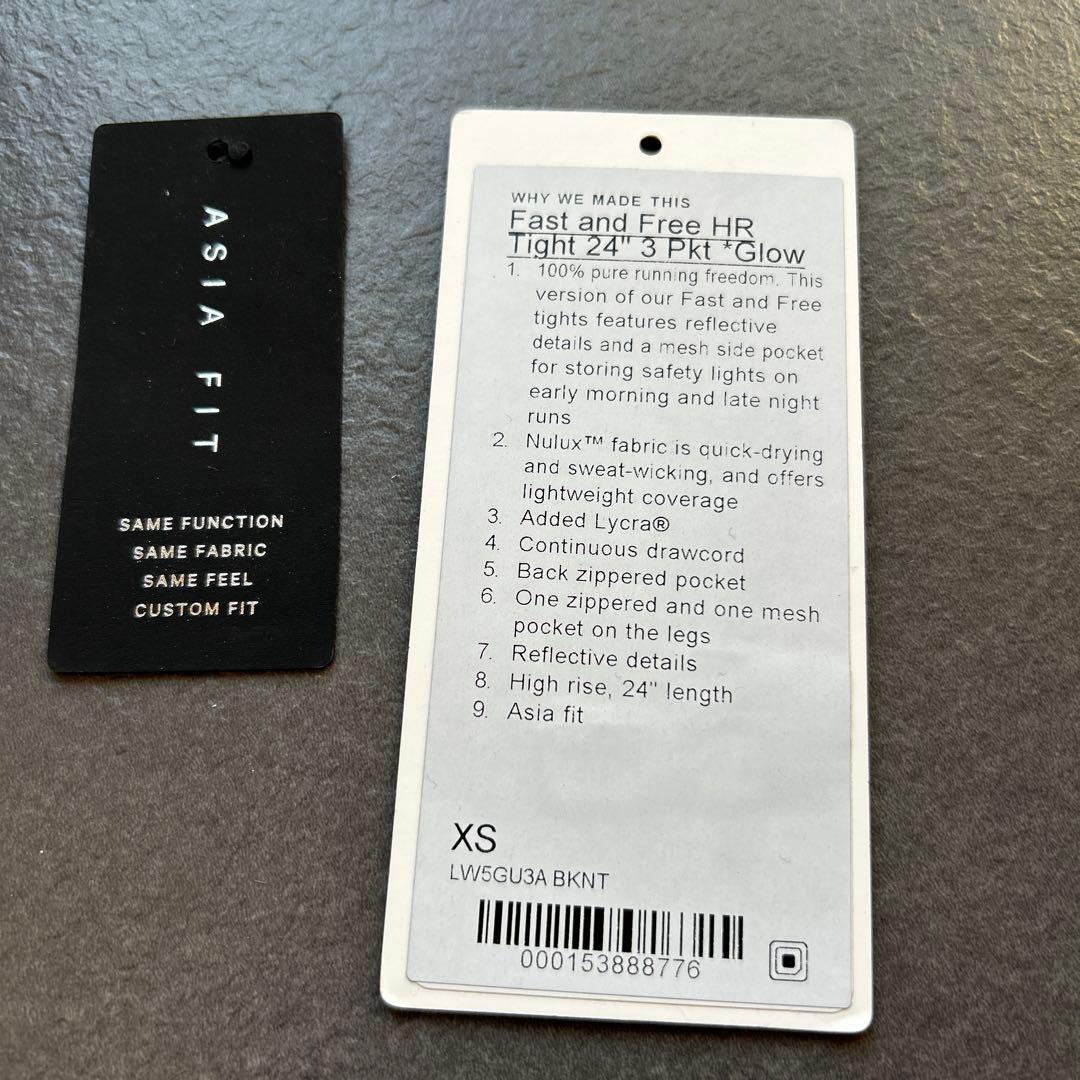 ASIA FIT
SAME FUNCTION
SAME FABRIC
SAME FEEL
CUSTOM FIT
WHY WE MADE THIS
Fast and Free HR
Tight 24" 3 Pkt *Glow
1. 100% pure running freedom. This
version of our Fast and Free
tights features reflective
details and a mesh side pocket
for storing safety lights on
early morning and late night
runs
2. Nulux™ fabric is quick-drying
and sweat-wicking, and offers
lightweight coverage
3. Added Lycra®
4. Continuous drawcord
5. Back zippered pocket
6. One zippered and one mesh
pocket on the legs
7. Reflective details
8. High rise, 24" length
9. Asia fit
XS
LW5GU3A BKNT
000153888776